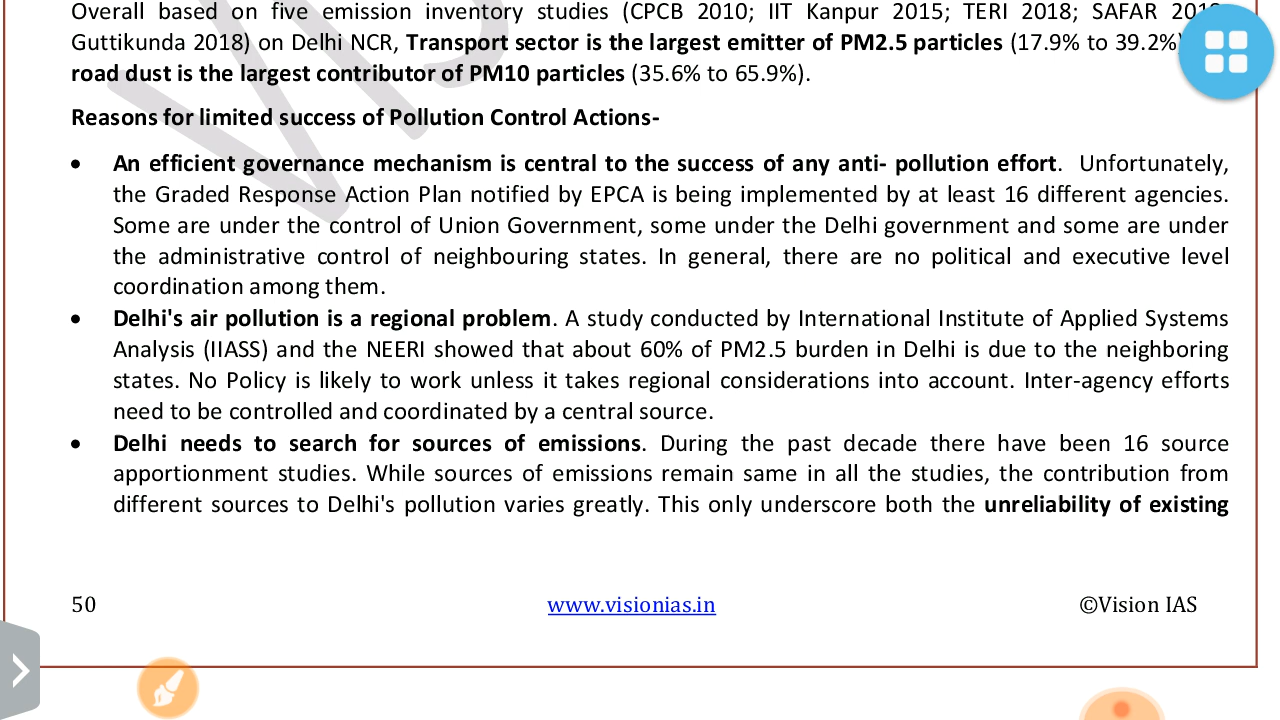 Overall based on five emission inventory studies (CPCB 2010; IIT Kanpur 2015; TERI 2018; SAFAR
Guttikunda 2018) on Delhi NCR, Transport sector is the largest emitter of PM2.5 particles (17.9% to 39.2%)
road dust is the largest contributor of PM10 particles (35.6% to 65.9%).
Reasons for limited success of Pollution Control Actions-
• An efficient governance mechanism is central to the success of any anti- pollution effort. Unfortunately,
the Graded Response Action Plan notified by EPCA is being implemented by at least 16 different agencies.
Some are under the control of Union Government, some under the Delhi government and some are under
the administrative control of neighbouring states. In general, there are no political and executive level
coordination among them.
• Delhi's air pollution is a regional problem. A study conducted by International Institute of Applied Systems
Analysis (IIASS) and the NEERI showed that about 60% of PM2.5 burden in Delhi is due to the neighboring
states. No Policy is likely to work unless it takes regional considerations into account. Inter-agency efforts
need to be controlled and coordinated by a central source.
• Delhi needs to search for sources of emissions. During the past decade there have been 16 source
apportionment studies. While sources of emissions remain same in all the studies, the contribution from
different sources to Delhi's pollution varies greatly. This only underscore both the unreliability of existing
50 www.visionias.in ©Vision IAS